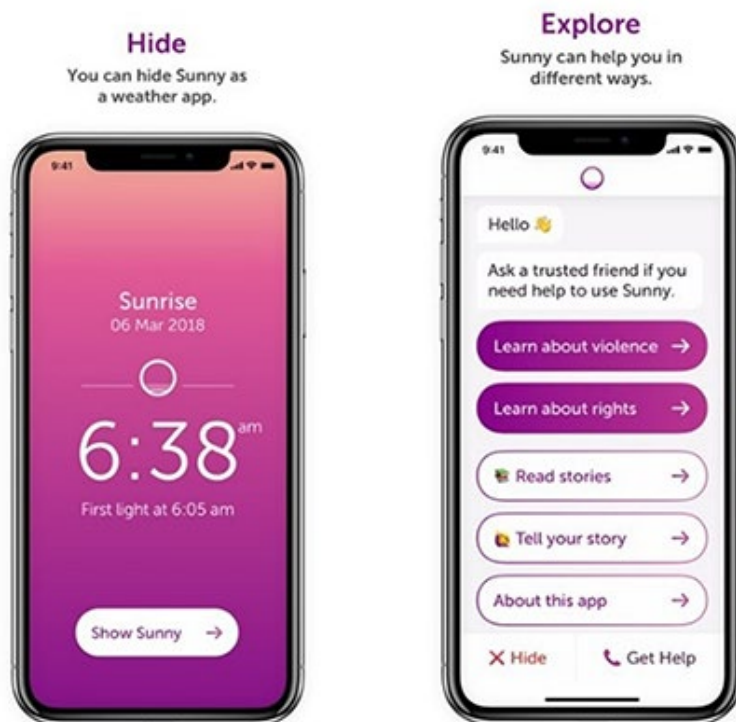 Hide
You can hide Sunny as
a weather app.
9:41
Sunrise
06 Mar 2018
6:38 am
First light at 6:05 am
Show Sunny →
Explore
Sunny can help you in
different ways.
9:41
Hello 👋
Ask a trusted friend if you
need help to use Sunny.
Learn about violence →
Learn about rights →
Read stories →
Tell your story →
About this app →
Hide
Get Help